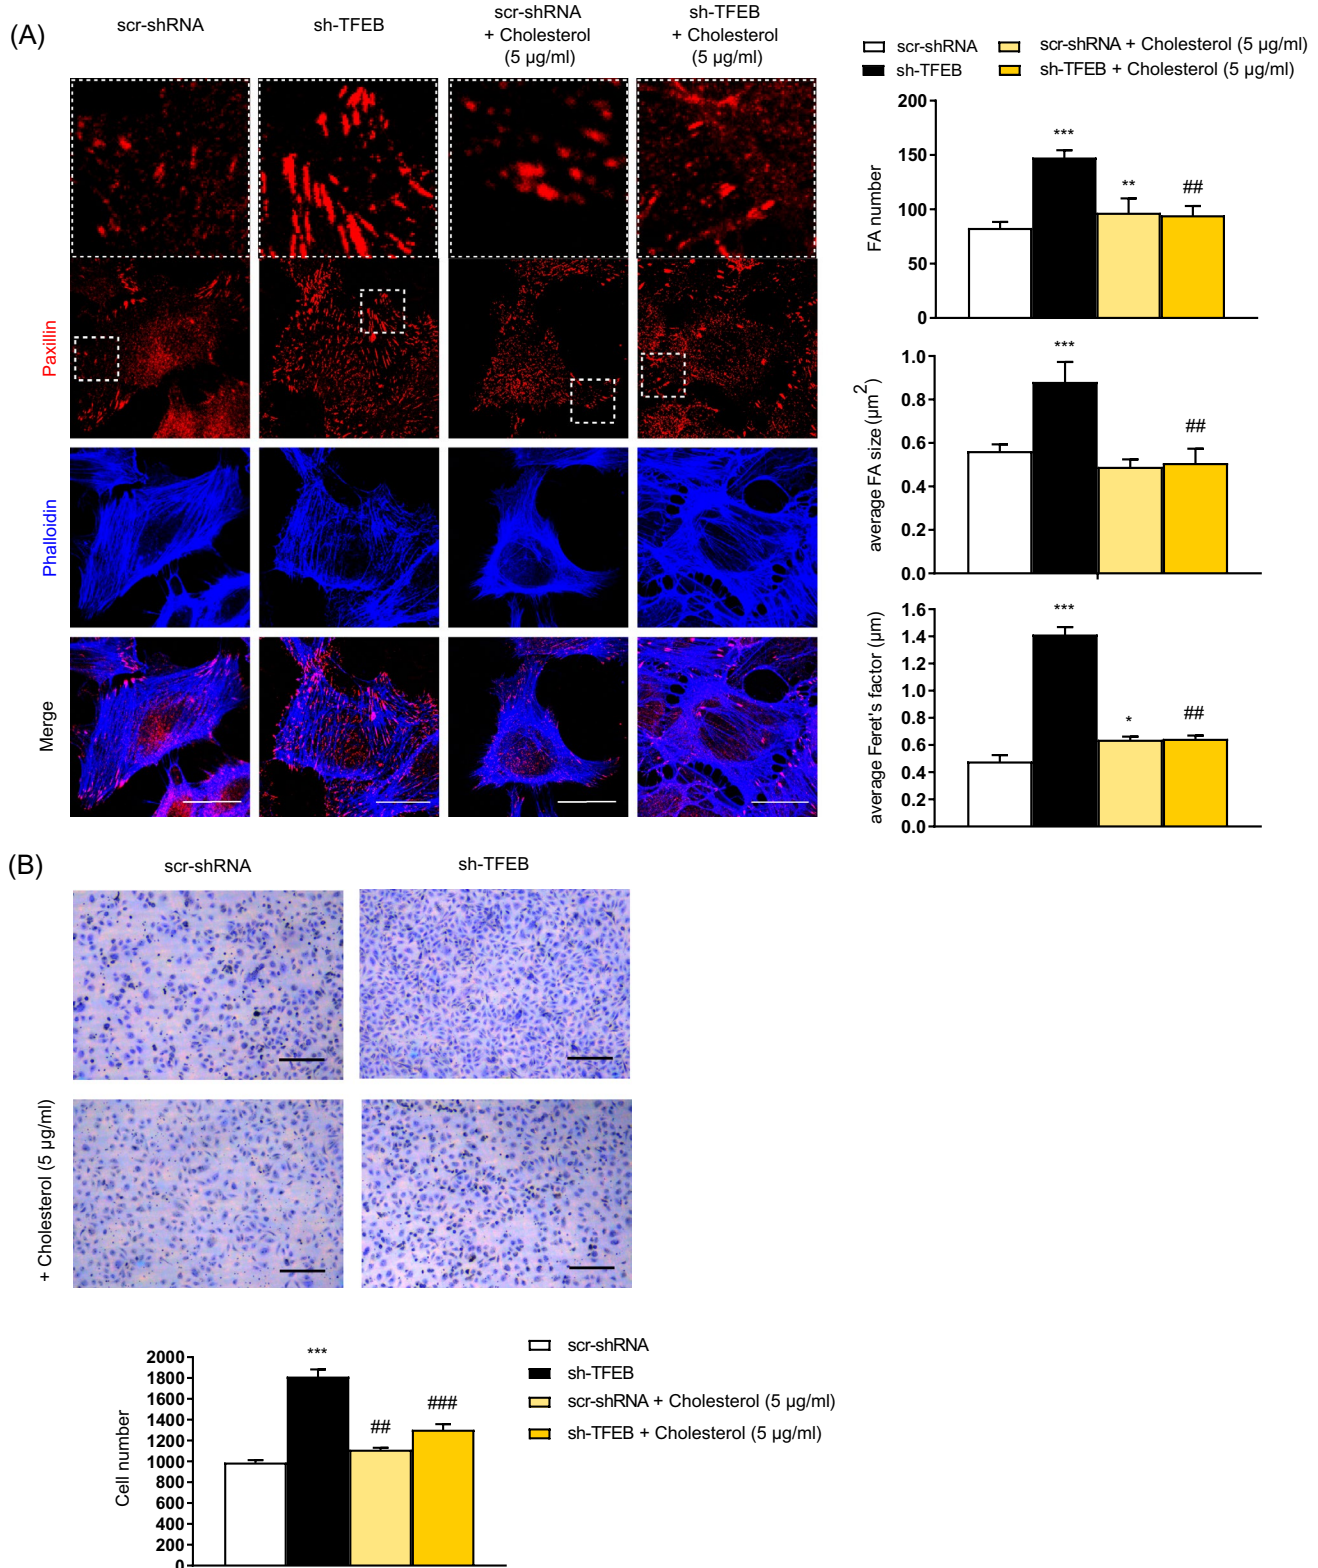 (A)
scr-shRNA
sh-TFEB
scr-shRNA
+ Cholesterol
(5 µg/ml)
sh-TFEB
+ Cholesterol
(5 µg/ml)
Paxillin
Phalloidin
Merge
scr-shRNA
scr-shRNA + Cholesterol (5 µg/ml)
sh-TFEB
sh-TFEB + Cholesterol (5 µg/ml)
FA number
200
150
100
50
0
***
**
##
average FA size (µm²)
1.0
0.8
0.6
0.4
0.2
0.0
***
##
average Feret's factor (µm)
1.6
1.4
1.2
1.0
0.8
0.6
0.4
0.2
0.0
***
*
##
(B)
scr-shRNA
sh-TFEB
+ Cholesterol (5 µg/ml)
Cell number
2000
1800
1600
1400
1200
1000
800
600
400
200
0
***
##
###
scr-shRNA
sh-TFEB
scr-shRNA + Cholesterol (5 µg/ml)
sh-TFEB + Cholesterol (5 µg/ml)